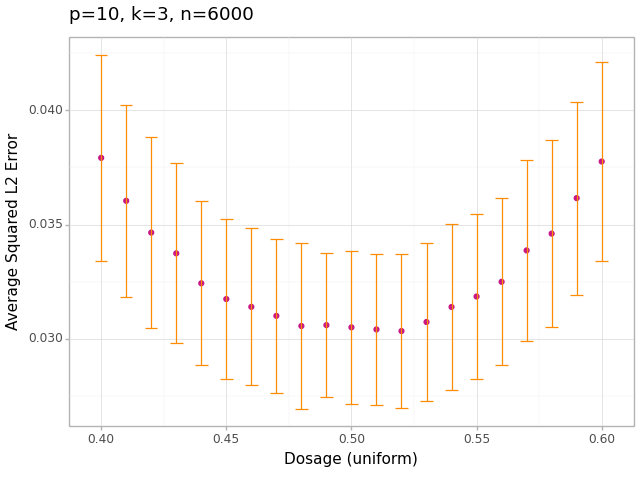 p=10, k=3, n=6000
Average Squared L2 Error
0.040
0.035
0.030
0.40 0.45 0.50 0.55 0.60
Dosage (uniform)